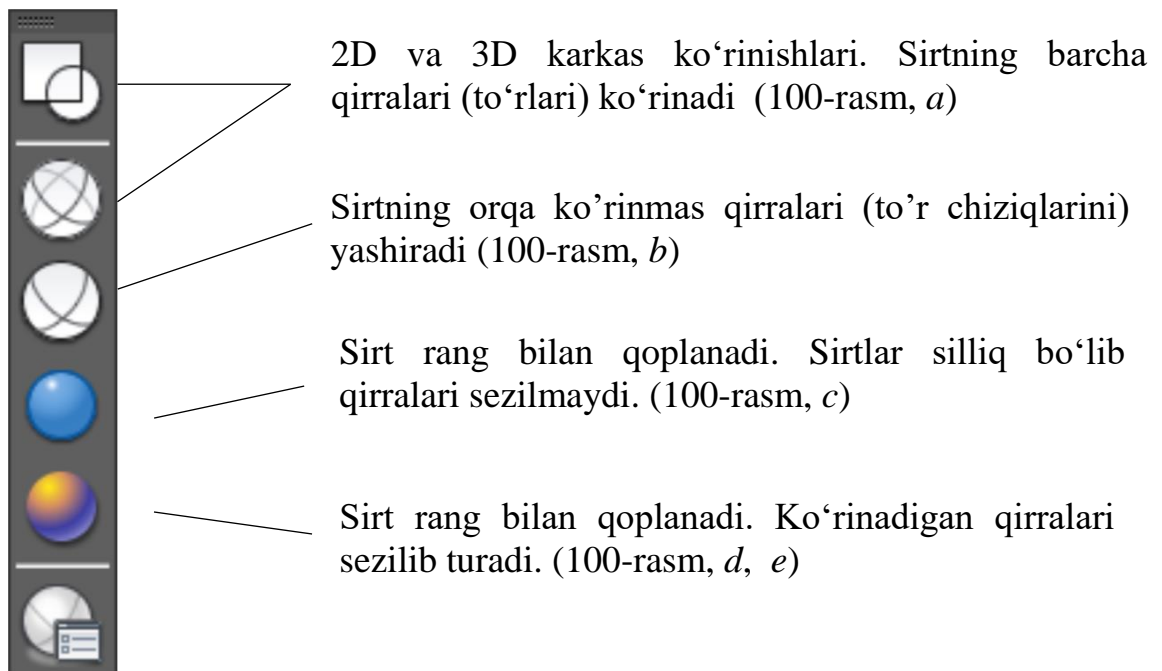 2D va 3D karkas ko‘rinishlari. Sirtning barcha
qirralari (to‘rlari) ko‘rinadi (100-rasm, a)
Sirtning orqa ko’rinmas qirralari (to’r chiziqlarini)
yashiradi (100-rasm, b)
Sirt rang bilan qoplanadi. Sirtlar silliq bo‘lib
qirralari sezilmaydi. (100-rasm, c)
Sirt rang bilan qoplanadi. Ko‘rinadigan qirralari
sezilib turadi. (100-rasm, d, e)